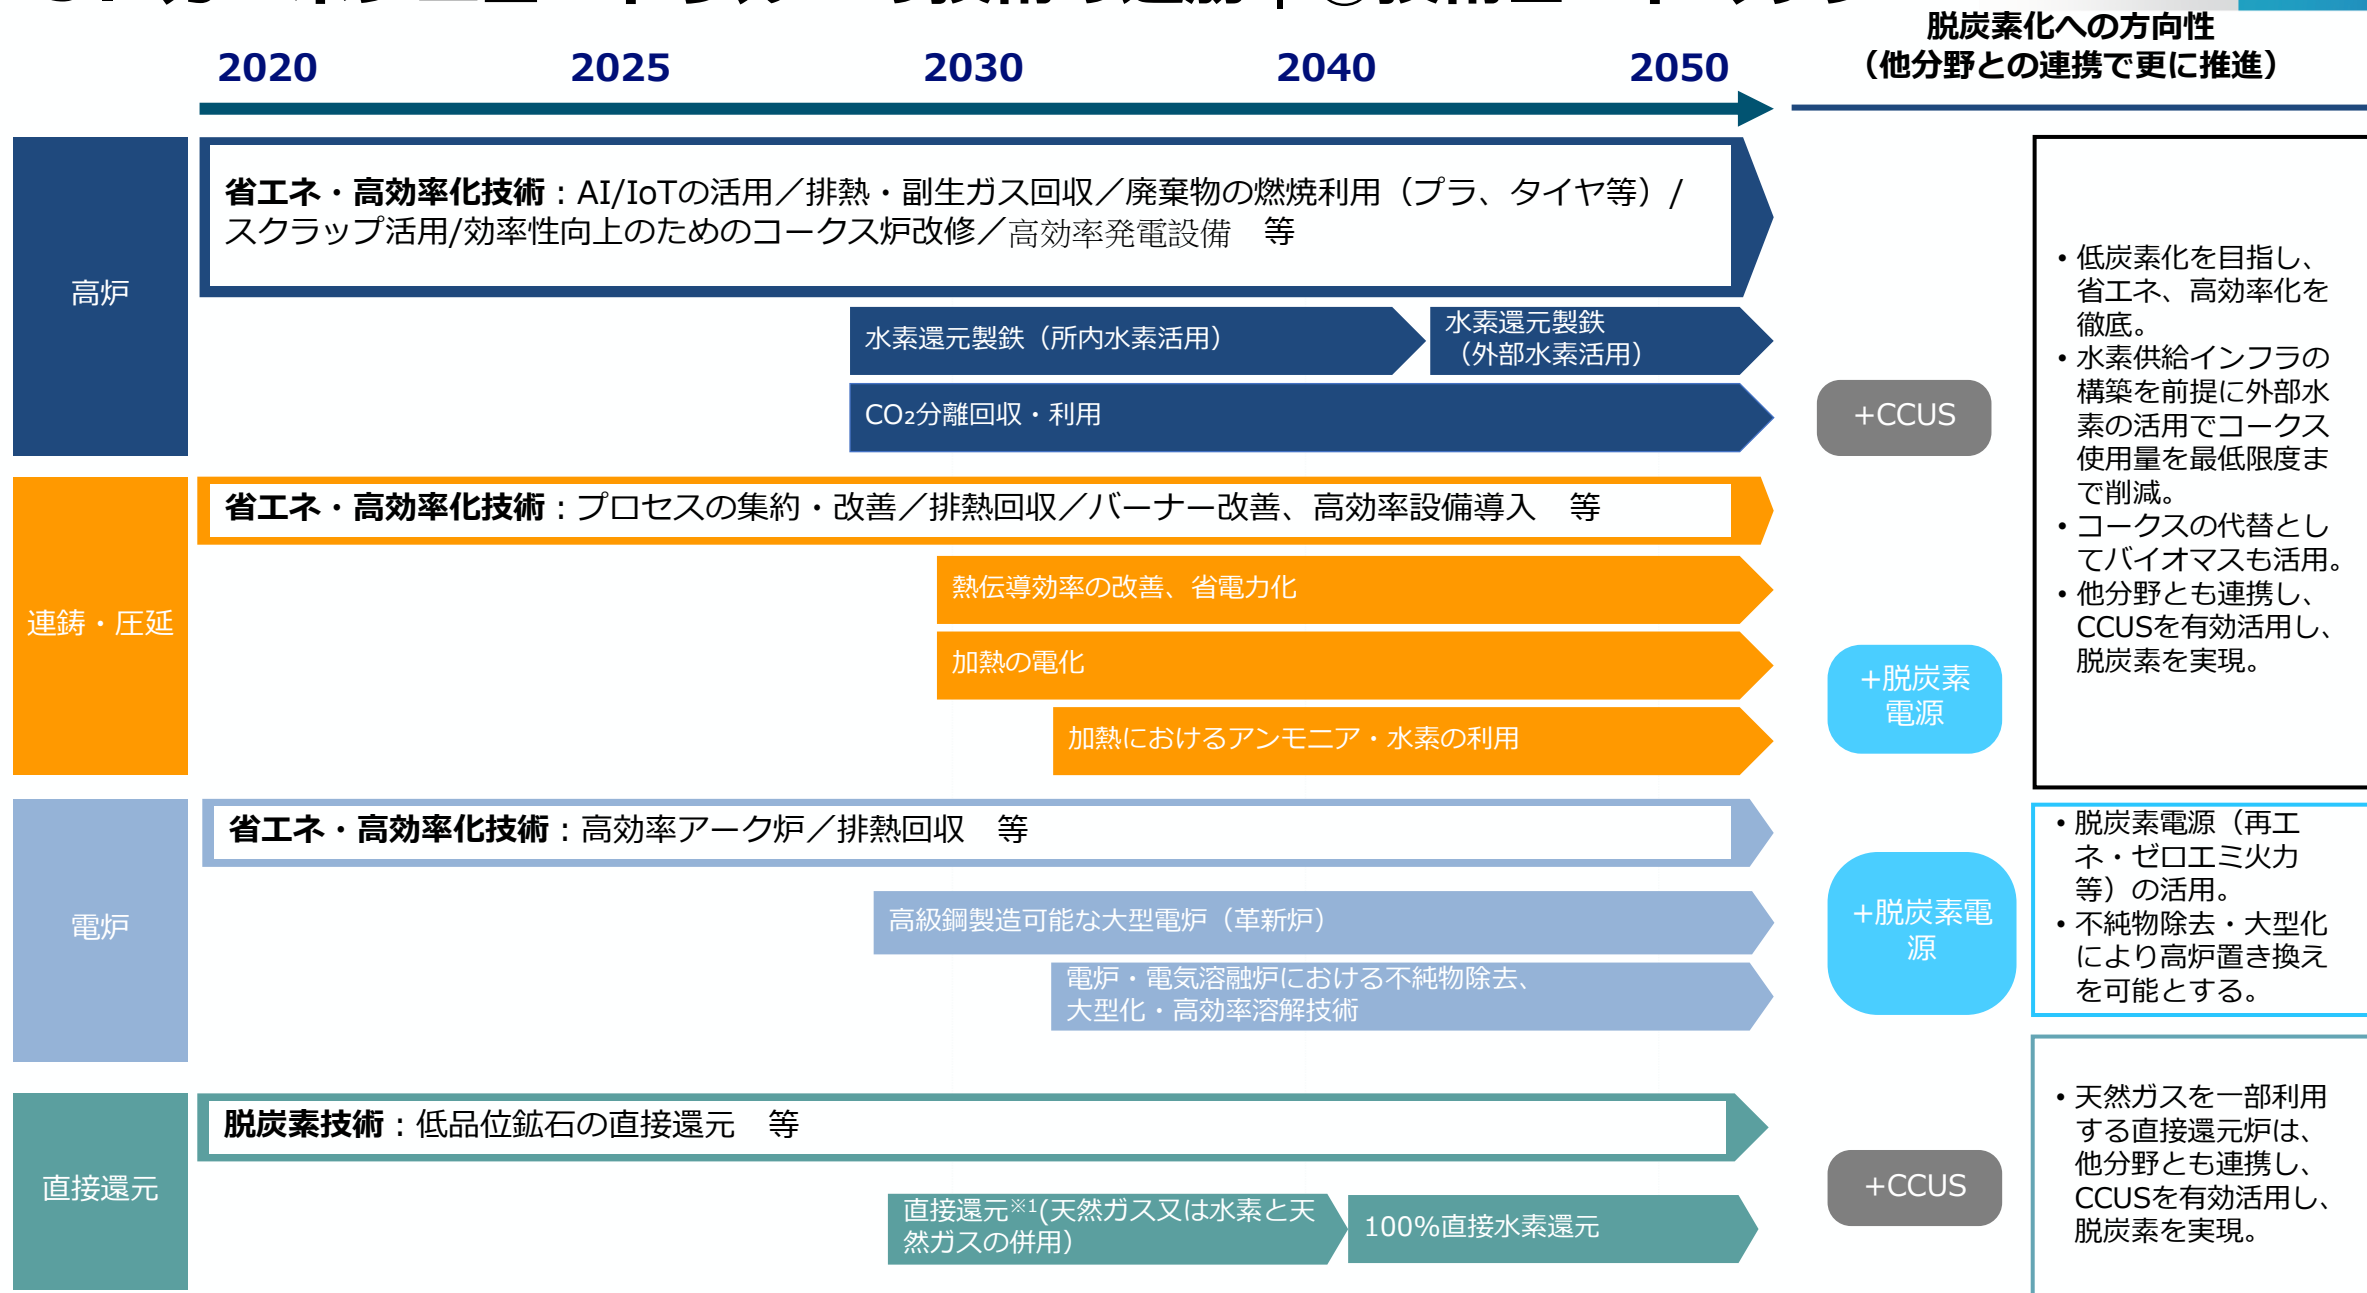 脱炭素化への方向性
（他分野との連携で更に推進）
2020
2025
2030
2040
2050
高炉
省エネ・高効率化技術：AI/IoTの活用／排熱・副生ガス回収／廃棄物の燃焼利用（プラ、タイヤ等）/
スクラップ活用/効率性向上のためのコークス炉改修／高効率発電設備　等
水素還元製鉄（所内水素活用）
水素還元製鉄
（外部水素活用）
CO₂分離回収・利用
+CCUS
・低炭素化を目指し、
省エネ、高効率化を
徹底。
・水素供給インフラの
構築を前提に外部水
素の活用でコークス
使用量を最低限度ま
で削減。
・コークスの代替とし
てバイオマスも活用。
・他分野とも連携し、
CCUSを有効活用し、
脱炭素を実現。
連鋳・圧延
省エネ・高効率化技術：プロセスの集約・改善／排熱回収／バーナー改善、高効率設備導入　等
熱伝導効率の改善、省電力化
加熱の電化
加熱におけるアンモニア・水素の利用
+脱炭素
電源
電炉
省エネ・高効率化技術：高効率アーク炉／排熱回収　等
高級鋼製造可能な大型電炉（革新炉）
電炉・電気溶融炉における不純物除去、
大型化・高効率溶解技術
+脱炭素電
源
・脱炭素電源（再エ
ネ・ゼロエミ火力
等）の活用。
・不純物除去・大型化
により高炉置き換え
を可能とする。
直接還元
脱炭素技術：低品位鉱石の直接還元　等
直接還元※1(天然ガス又は水素と天
然ガスの併用）
100%直接水素還元
+CCUS
・天然ガスを一部利用
する直接還元炉は、
他分野とも連携し、
CCUSを有効活用し、
脱炭素を実現。